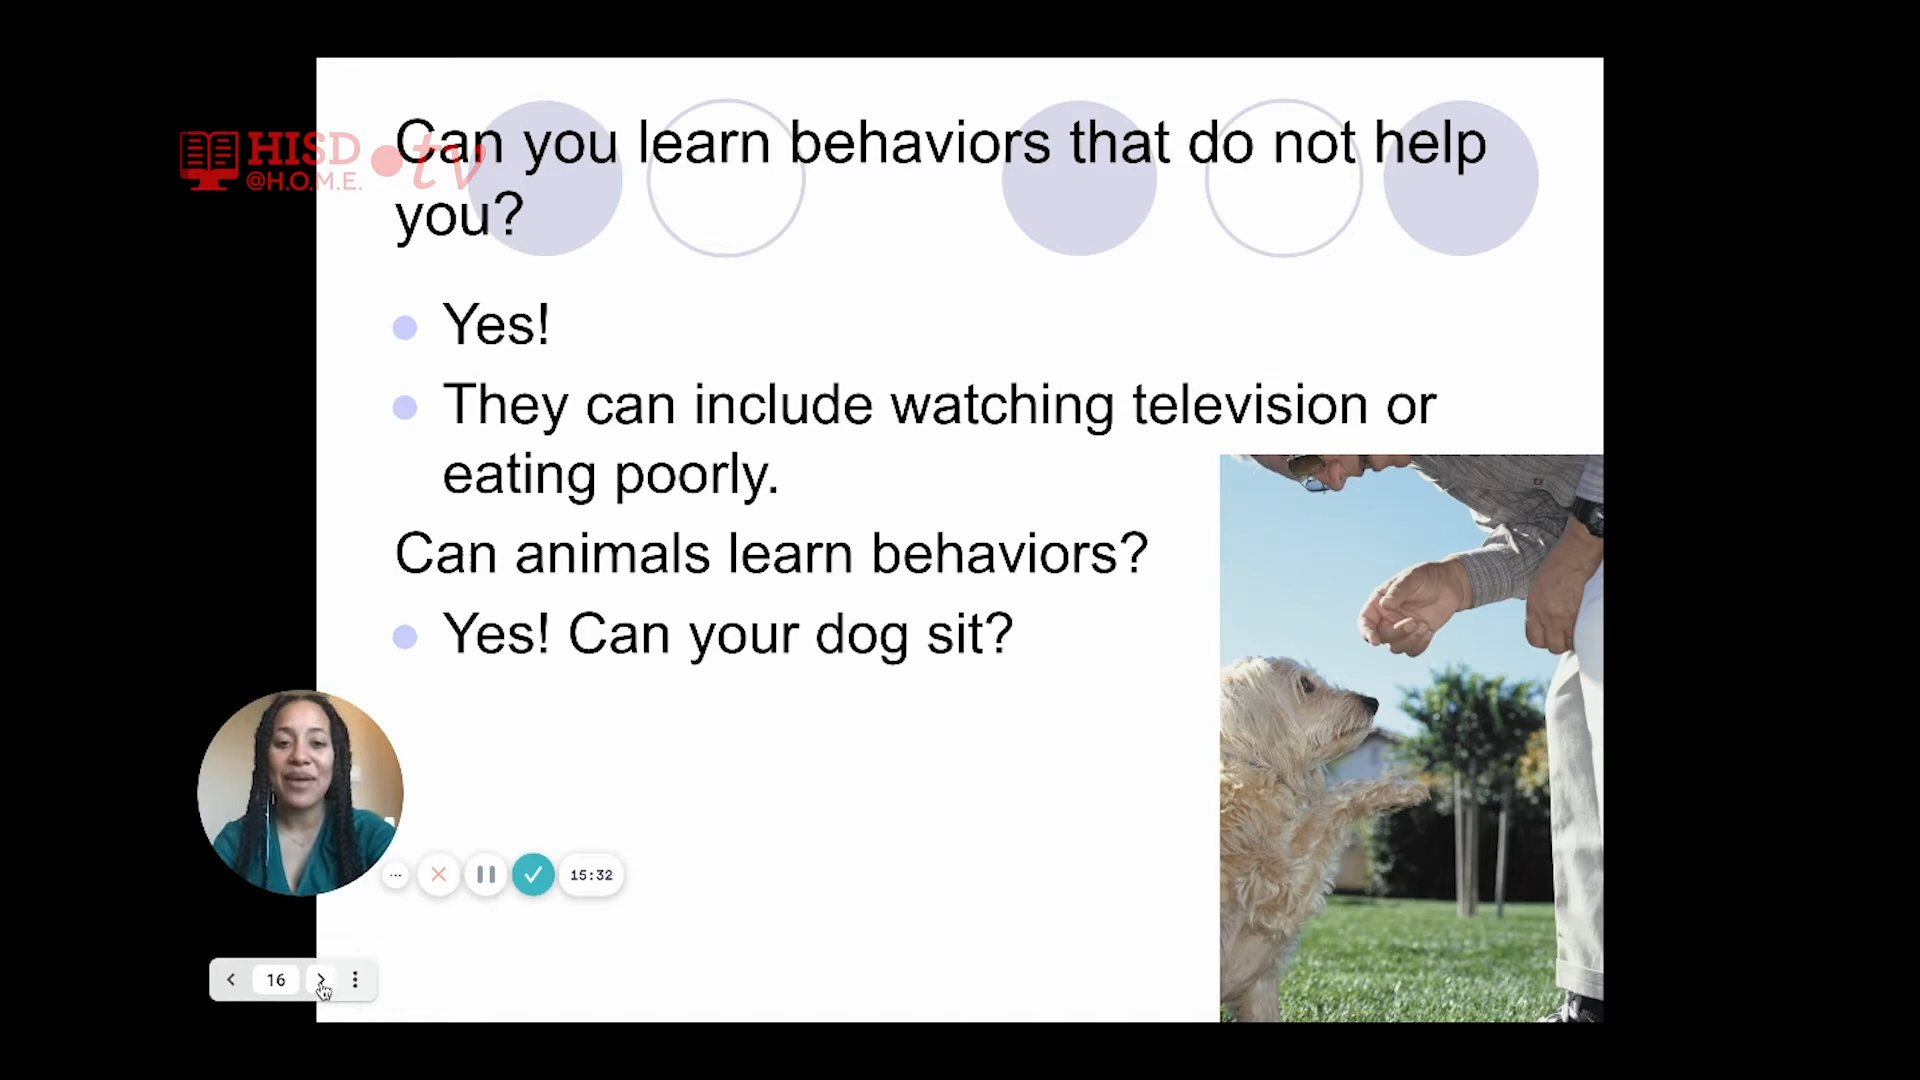 HISD
@H.O.M.E.
.tv
Can you learn behaviors that do not help
you?
Yes!
They can include watching television or
eating poorly.
Can animals learn behaviors?
Yes! Can your dog sit?
15:32
16